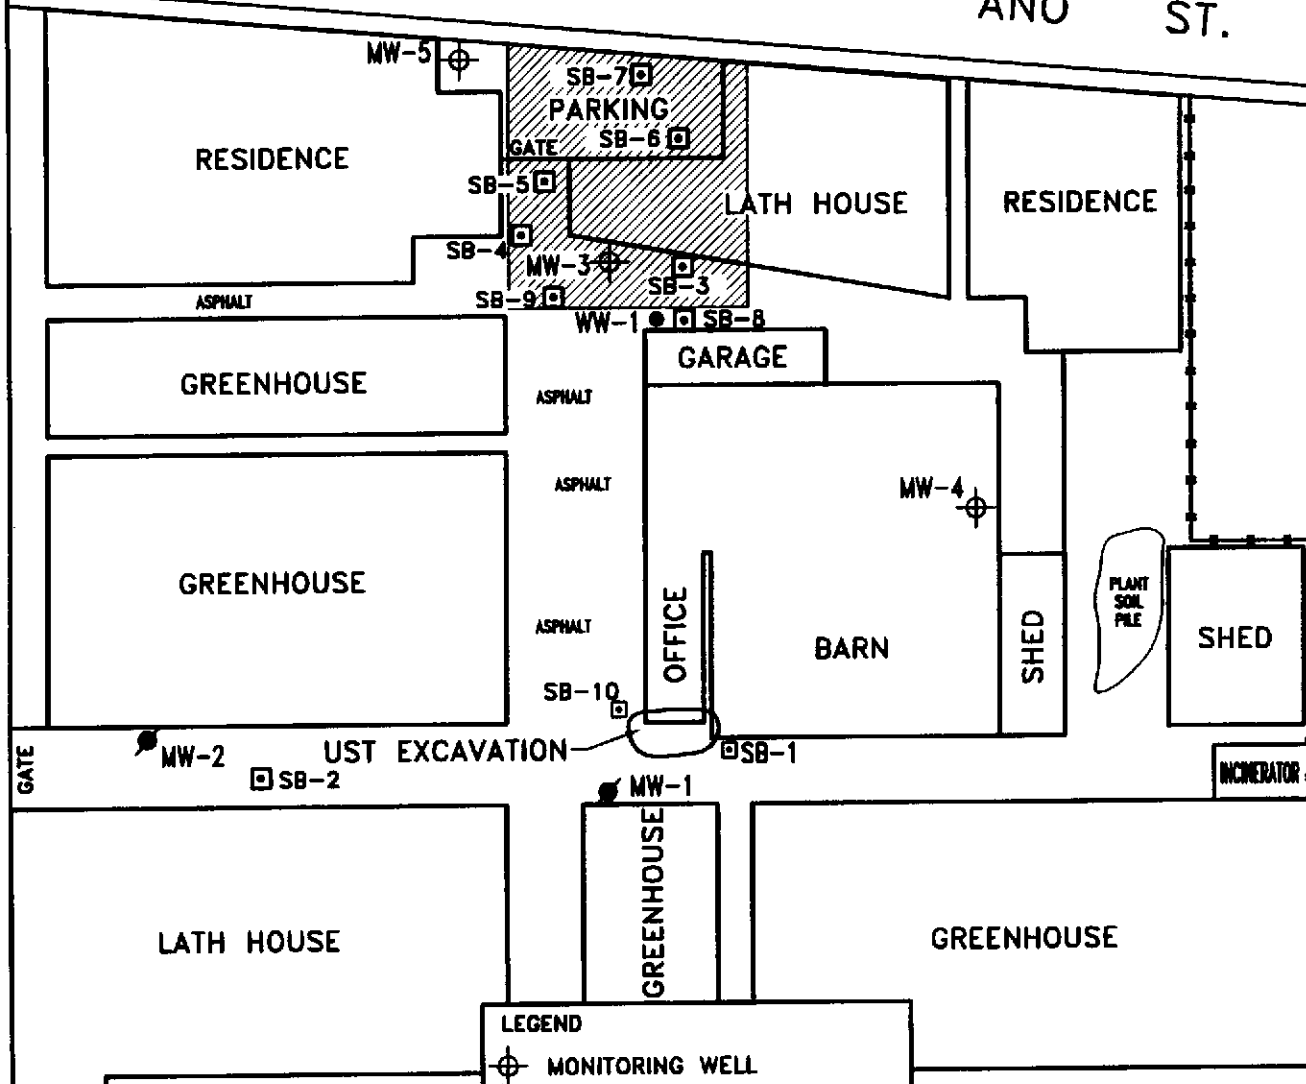 ANO ST.
MW-5
SB-7
PARKING
SB-6
GATE
RESIDENCE
SB-5
LATH HOUSE
RESIDENCE
SB-4
MW-3
SB-3
SB-9
ASPHALT
WW-1
SB-8
GARAGE
GREENHOUSE
ASPHALT
ASPHALT
MW-4
GREENHOUSE
PLANT
SOIL
PILE
OFFICE
ASPHALT
BARN
SHED
SHED
SB-10
UST EXCAVATION
SB-1
GATE
MW-2
SB-2
INCINERATOR
MW-1
GREENHOUSE
LATH HOUSE
GREENHOUSE
LEGEND
MONITORING WELL